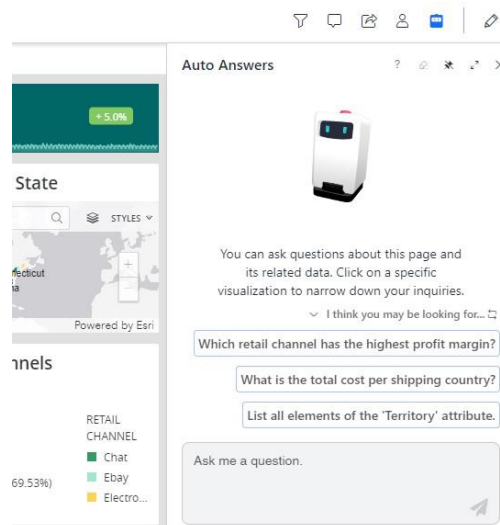 Auto Answers
?
+ 5.0%
State
STYLES
necticut
a
+
Powered by Esri
You can ask questions about this page and
its related data. Click on a specific
visualization to narrow down your inquiries.
I think you may be looking for...
Which retail channel has the highest profit margin?
What is the total cost per shipping country?
List all elements of the 'Territory' attribute.
nnels
RETAIL
CHANNEL
Chat
Ebay
Electro...
69.53%)
Ask me a question.